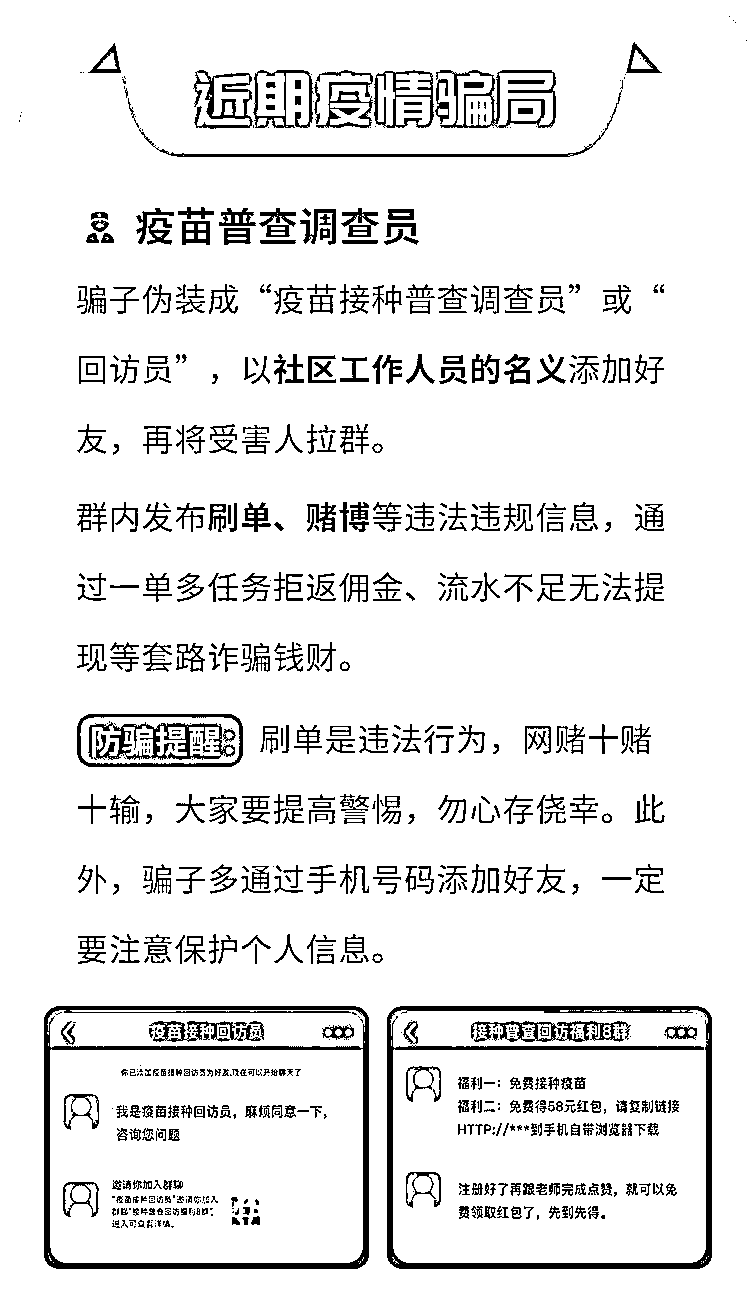 近期疫情骗局
疫苗普查调查员
骗子伪装成“疫苗接种普查调查员”或“
回访员”，以社区工作人员的名义添加好
友，再将受害人拉群。
群内发布刷单、赌博等违法违规信息，通
过一单多任务拒返佣金、流水不足无法提
现等套路诈骗钱财。
防骗提醒：刷单是违法行为，网赌十赌
十输，大家要提高警惕，勿心存侥幸。此
外，骗子多通过手机号码添加好友，一定
要注意保护个人信息。
疫苗接种回访员
你已添加疫苗接种回访员为好友,现在可以开始聊天了
我是疫苗接种回访员，麻烦同意一下，
咨询您问题
邀请你加入群聊
“疫苗接种回访员”邀请你加入
群聊“接种普查回访福利8群”，
进入可查看详情。
接种普查回访福利8群
福利一：免费接种疫苗
福利二：免费得58元红包，请复制链接
HTTP://***到手机自带浏览器下载
注册好了再跟老师完成点赞，就可以免
费领取红包了，先到先得。